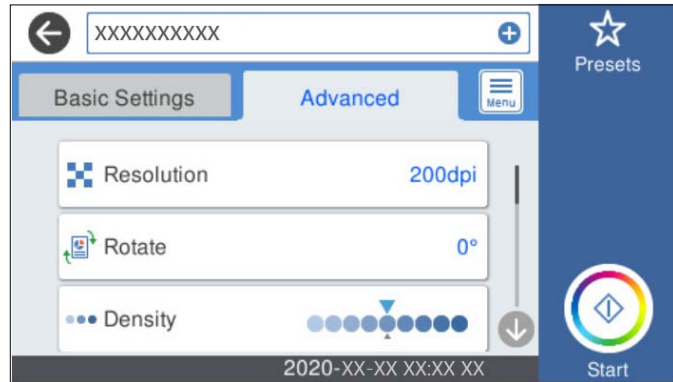 XXXXXXXXXX
Presets
Basic Settings
Advanced
Menu
Resolution 200dpi
Rotate 0°
Density
2020-XX-XX XX:XX XX
Start